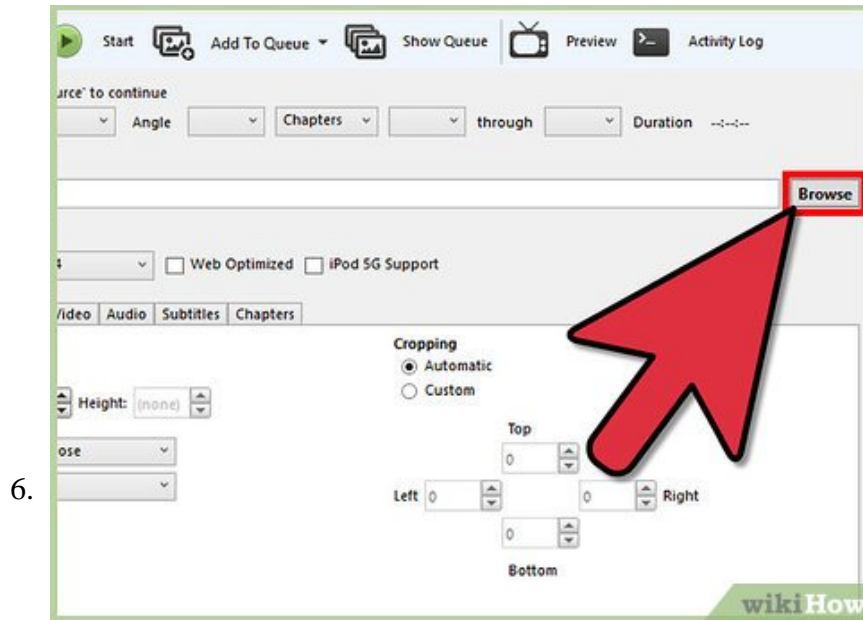 Start Add To Queue Show Queue Preview Activity Log
urce' to continue
Angle Chapters through Duration --:--:--
Browse
4 Web Optimized iPod 5G Support
Video Audio Subtitles Chapters
Cropping
Automatic
Height: (none) Custom
Top
ose 0
6. Left 0 0 Right
0
Bottom
wikiHow